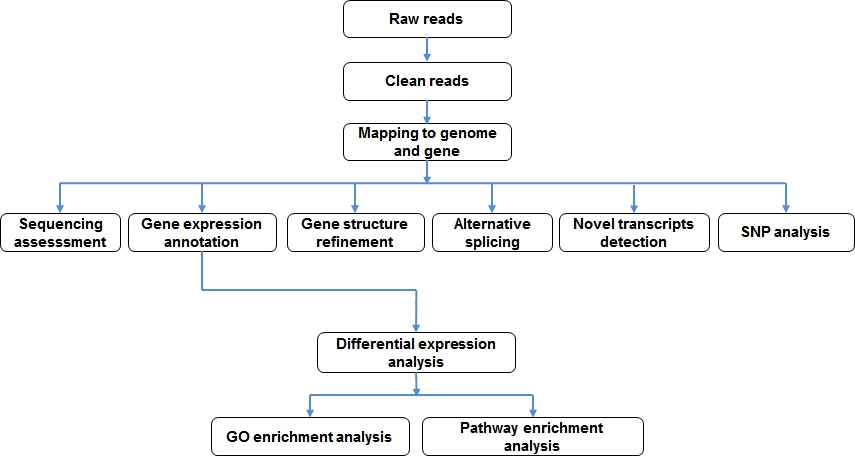 Raw reads
Clean reads
Mapping to genome
and gene
Sequencing
assesssment
Gene expression
annotation
Gene structure
refinement
Alternative
splicing
Novel transcripts
detection
SNP analysis
Differential expression
analysis
GO enrichment analysis
Pathway enrichment
analysis